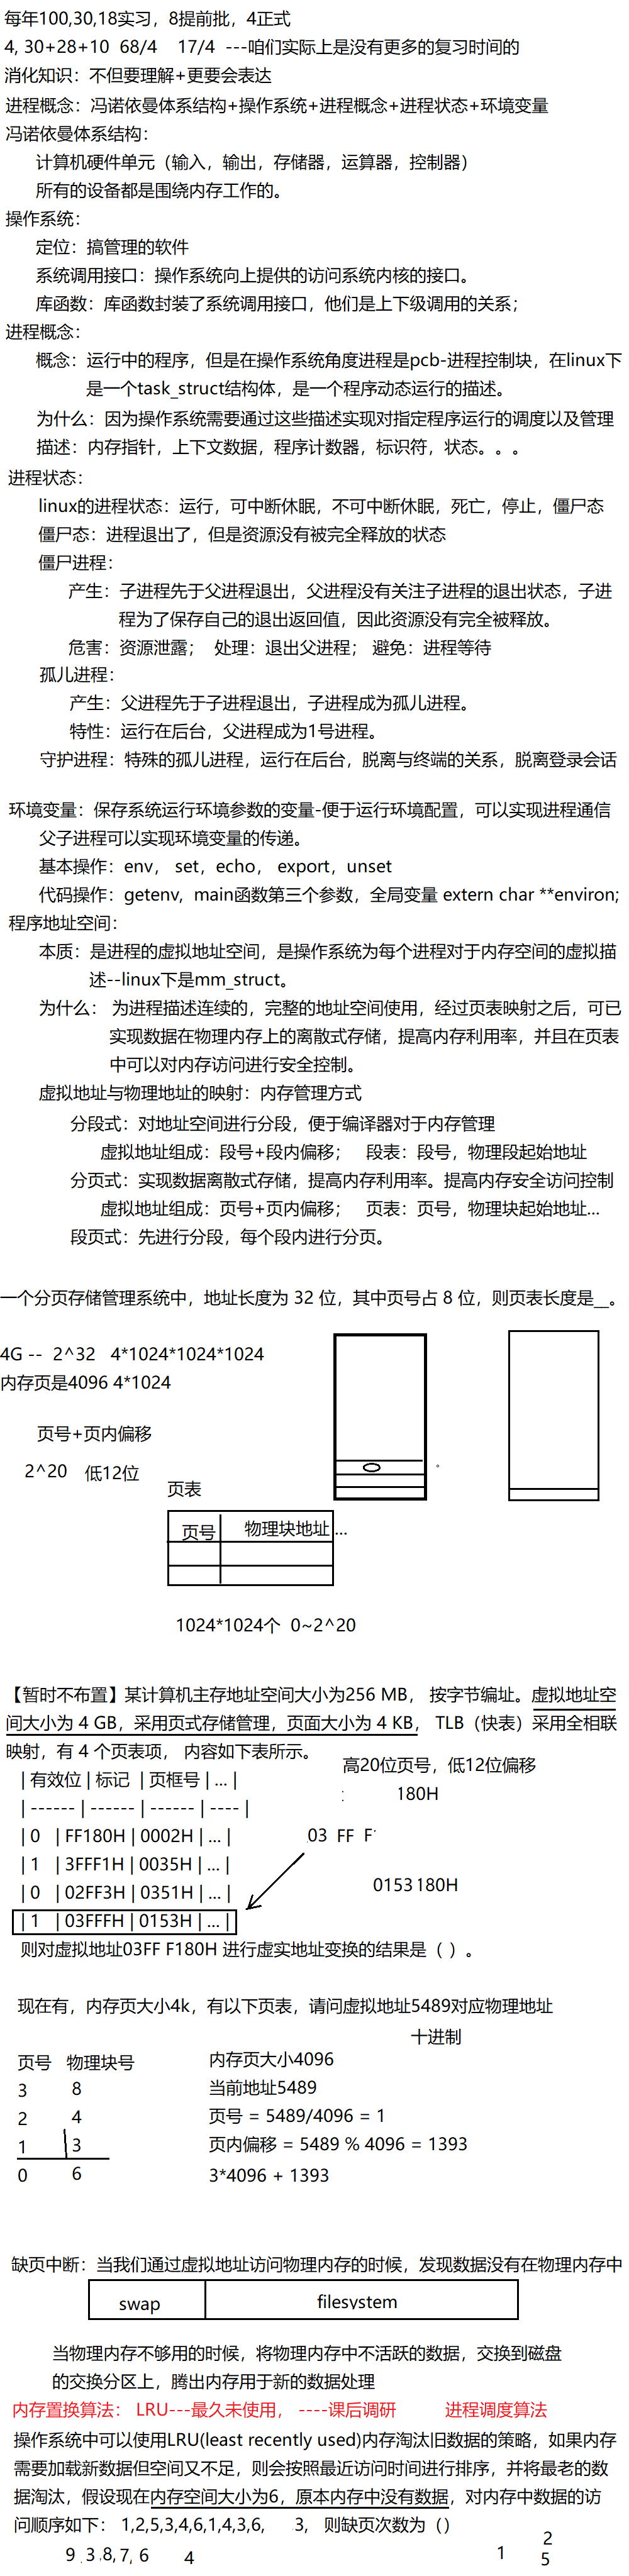 每年100,30,18实习，8提前批，4正式
4, 30+28+10 68/4 17/4 ---咱们实际上是没有更多的复习时间的
消化知识：不但要理解+更要会表达
进程概念：冯诺依曼体系结构+操作系统+进程概念+进程状态+环境变量
冯诺依曼体系结构：
计算机硬件单元（输入，输出，存储器，运算器，控制器）
所有的设备都是围绕内存工作的。
操作系统：
定位：搞管理的软件
系统调用接口：操作系统向上提供的访问系统内核的接口。
库函数：库函数封装了系统调用接口，他们是上下级调用的关系；
进程概念：
概念：运行中的程序，但是在操作系统角度进程是pcb-进程控制块，在linux下
是一个task_struct结构体，是一个程序动态运行的描述。
为什么：因为操作系统需要通过这些描述实现对指定程序运行的调度以及管理
描述：内存指针，上下文数据，程序计数器，标识符，状态。。。
进程状态：
linux的进程状态：运行，可中断休眠，不可中断休眠，死亡，停止，僵尸态
僵尸态：进程退出了，但是资源没有被完全释放的状态
僵尸进程：
产生：子进程先于父进程退出，父进程没有关注子进程的退出状态，子进
程为了保存自己的退出返回值，因此资源没有完全被释放。
危害：资源泄露； 处理：退出父进程； 避免：进程等待
孤儿进程：
产生：父进程先于子进程退出，子进程成为孤儿进程。
特性：运行在后台，父进程成为1号进程。
守护进程：特殊的孤儿进程，运行在后台，脱离与终端的关系，脱离登录会话
环境变量：保存系统运行环境参数的变量-便于运行环境配置，可以实现进程通信
父子进程可以实现环境变量的传递。
基本操作：env， set，echo， export，unset
代码操作：getenv，main函数第三个参数，全局变量 extern char **environ;
程序地址空间：
本质：是进程的虚拟地址空间，是操作系统为每个进程对于内存空间的虚拟描
述--linux下是mm_struct。
为什么： 为进程描述连续的，完整的地址空间使用，经过页表映射之后，可已
实现数据在物理内存上的离散式存储，提高内存利用率，并且在页表
中可以对内存访问进行安全控制。
虚拟地址与物理地址的映射：内存管理方式
分段式：对地址空间进行分段，便于编译器对于内存管理
虚拟地址组成：段号+段内偏移； 段表：段号，物理段起始地址
分页式：实现数据离散式存储，提高内存利用率。提高内存安全访问控制
虚拟地址组成：页号+页内偏移； 页表：页号，物理块起始地址...
段页式：先进行分段，每个段内进行分页。
一个分页存储管理系统中，地址长度为 32 位，其中页号占 8 位，则页表长度是__。
4G -- 2^32 4*1024*1024*1024
内存页是4096 4*1024
页号+页内偏移
2^20 低12位
页表
页号 物理块地址 ...
1024*1024个 0~2^20
【暂时不布置】某计算机主存地址空间大小为256 MB， 按字节编址。虚拟地址空
间大小为 4 GB，采用页式存储管理，页面大小为 4 KB， TLB（快表）采用全相联
映射，有 4 个页表项， 内容如下表所示。
高20位页号，低12位偏移
| 有效位 | 标记 | 页框号 | ... |
180H
| ------ | ------ | ------ | ---- |
| 0 | FF180H | 0002H | ... |
03 FF F
| 1 | 3FFF1H | 0035H | ... |
| 0 | 02FF3H | 0351H | ... |
0153 180H
| 1 | 03FFFH | 0153H | ... |
则对虚拟地址03FF F180H 进行虚实地址变换的结果是（ ）。
现在有，内存页大小4k，有以下页表，请问虚拟地址5489对应物理地址
十进制
页号 物理块号
内存页大小4096
3 8
当前地址5489
2 4
页号 = 5489/4096 = 1
1 3
页内偏移 = 5489 % 4096 = 1393
0 6
3*4096 + 1393
缺页中断：当我们通过虚拟地址访问物理内存的时候，发现数据没有在物理内存中
swap filesystem
当物理内存不够用的时候，将物理内存中不活跃的数据，交换到磁盘
的交换分区上，腾出内存用于新的数据处理
内存置换算法： LRU---最久未使用， ----课后调研 进程调度算法
操作系统中可以使用LRU(least recently used)内存淘汰旧数据的策略，如果内存
需要加载新数据但空间又不足，则会按照最近访问时间进行排序，并将最老的数
据淘汰，假设现在内存空间大小为6，原本内存中没有数据，对内存中数据的访
问顺序如下： 1,2,5,3,4,6,1,4,3,6, 3, 则缺页次数为（）
9 3 8, 7, 6 4
1
2
5